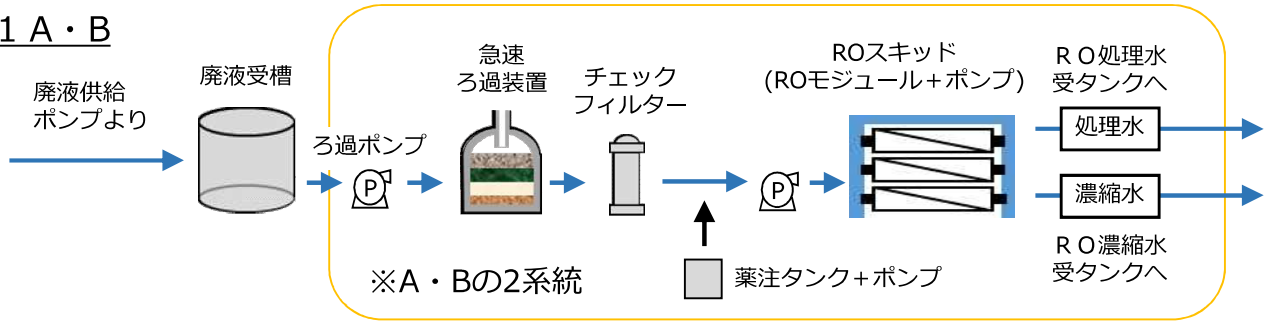 1 A・B
廃液供給
ポンプより
廃液受槽
ろ過ポンプ
P
急速
ろ過装置
チェック
フィルター
P
薬注タンク＋ポンプ
ROスキッド
(ROモジュール＋ポンプ)
ＲＯ処理水
受タンクへ
処理水
濃縮水
ＲＯ濃縮水
受タンクへ
※A・Bの2系統